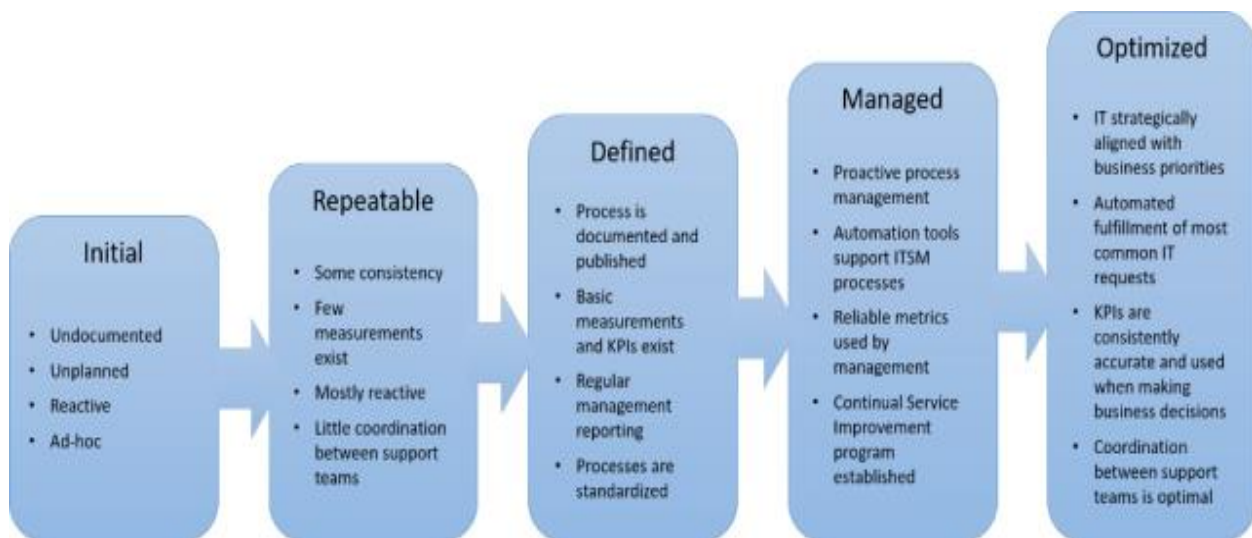 Initial
• Undocumented
• Unplanned
• Reactive
• Ad-hoc
Repeatable
• Some consistency
• Few
measurements
exist
• Mostly reactive
• Little coordination
between support
teams
Defined
• Process is
documented and
published
• Basic
measurements
and KPIs exist
• Regular
management
reporting
• Processes are
standardized
Managed
• Proactive process
management
• Automation tools
support ITSM
processes
• Reliable metrics
used by
management
• Continual Service
Improvement
program
established
Optimized
• IT strategically
aligned with
business priorities
• Automated
fulfillment of most
common IT
requests
• KPIs are
consistently
accurate and used
when making
business decisions
• Coordination
between support
teams is optimal